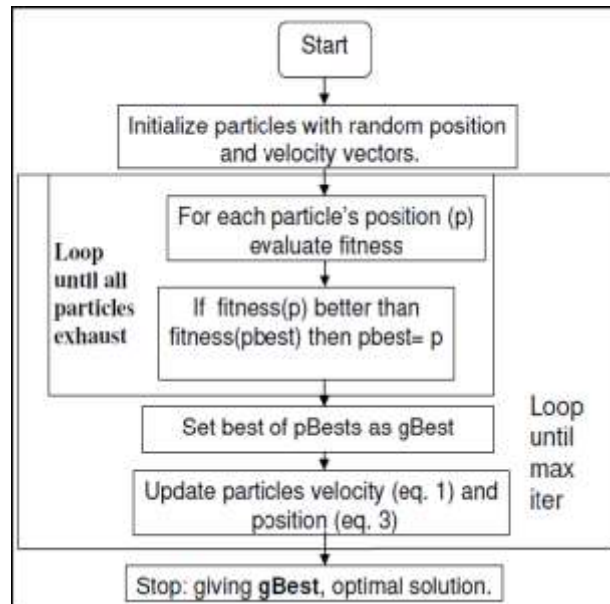 Start
Initialize particles with random position
and velocity vectors.
For each particle's position (p)
evaluate fitness
Loop
until all
particles
exhaust
If fitness(p) better than
fitness(pbest) then pbest= p
Set best of pBests as gBest
Loop
until
max
iter
Update particles velocity (eq. 1) and
position (eq. 3)
Stop: giving gBest, optimal solution.